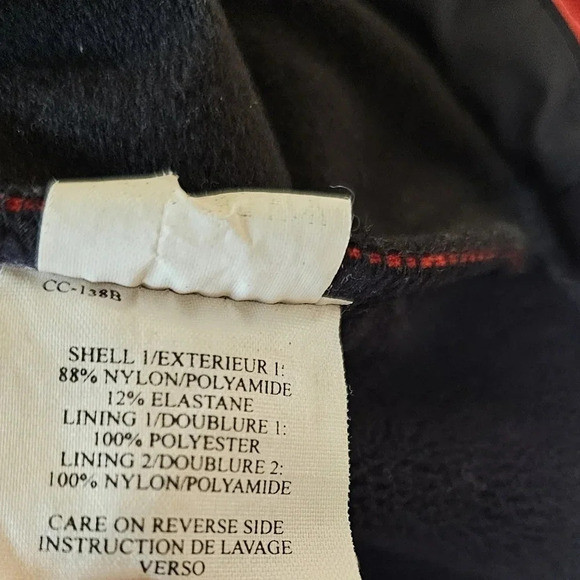 CC-138B
SHELL 1/EXTERIEUR 1:
88% NYLON/POLYAMIDE
12% ELASTANE
LINING 1/DOUBLURE 1:
100% POLYESTER
LINING 2/DOUBLURE 2:
100% NYLON/POLYAMIDE
CARE ON REVERSE SIDE
INSTRUCTION DE LAVAGE
VERSO